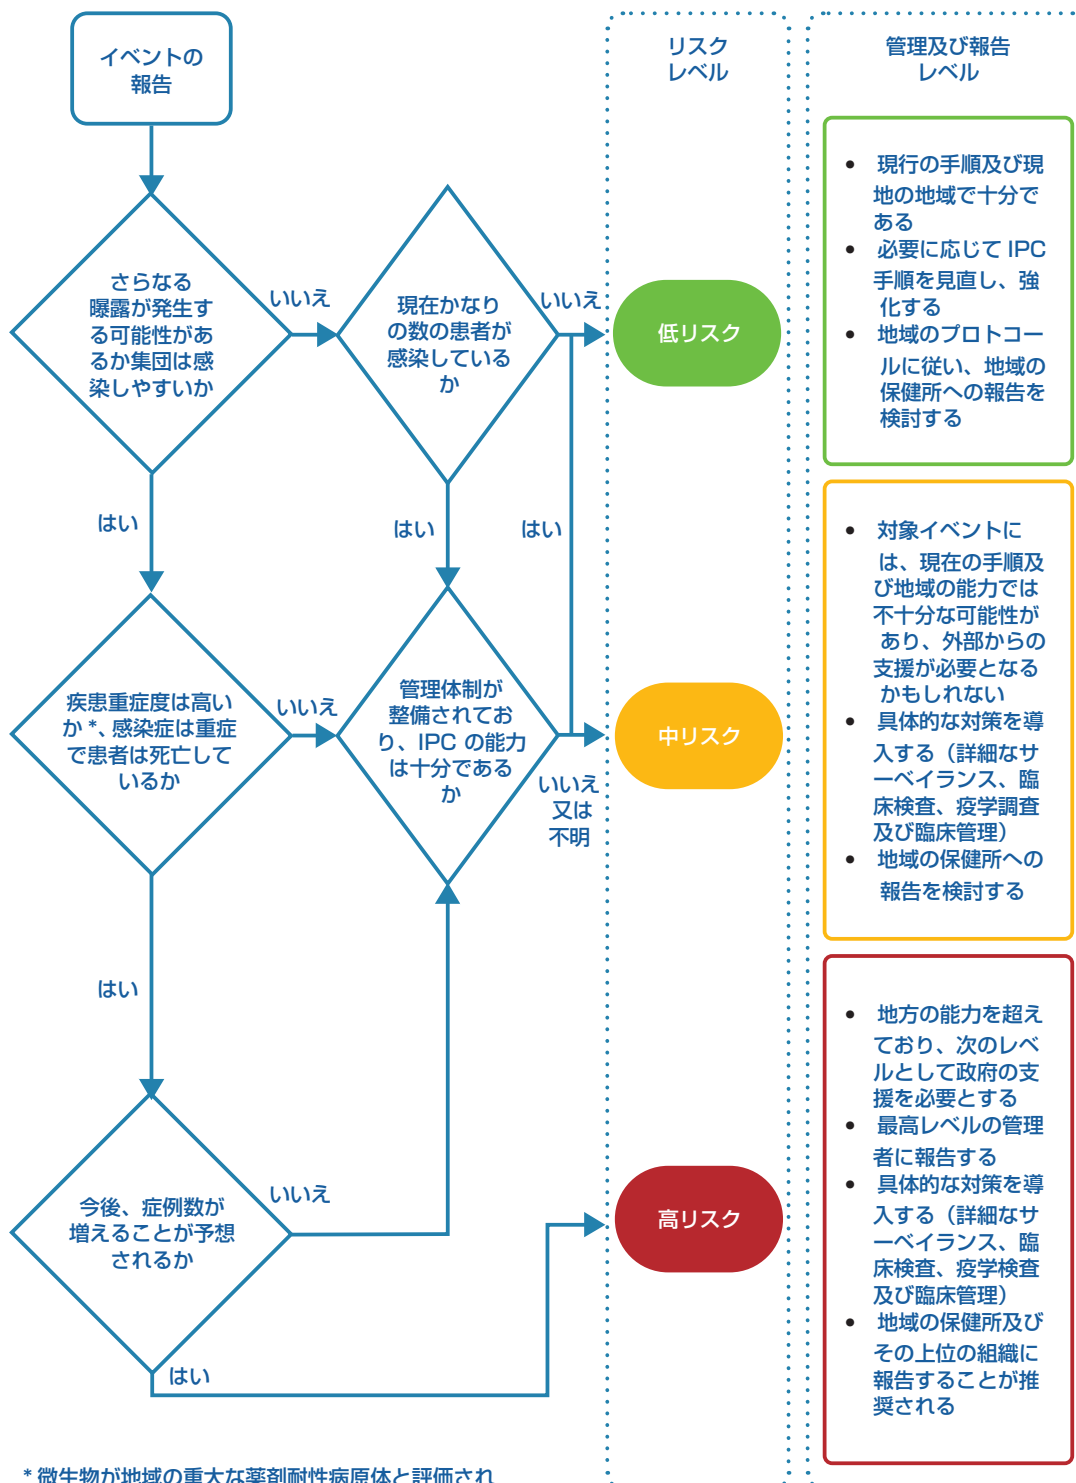 イベントの
報告
リスク
レベル
管理及び報告
レベル
さらなる
曝露が発生す
る可能性があ
るか集団は感
染しやすいか
いいえ
現在かなり
の数の患者が
感染している
か
いいえ
低リスク
• 現行の手順及び現
地の地域で十分で
ある
• 必要に応じて IPC
手順を見直し、強
化する
• 地域のプロトコー
ルに従い、地域の
保健所への報告を
検討する
はい
はい
はい
疾患重症度は高い
か *、感染症は重症
で患者は死亡して
いるか
いいえ
管理体制が
整備されてお
り、IPC の能力
は十分である
か
いいえ
又は
不明
中リスク
• 対象イベントに
は、現在の手順及
び地域の能力では
不十分な可能性が
あり、外部からの
支援が必要となる
かもしれない
• 具体的な対策を導
入する（詳細なサ
ーベイランス、臨
床検査、疫学調査
及び臨床管理）
• 地域の保健所への
報告を検討する
はい
今後、症例数が
増えることが予想
されるか
いいえ
はい
高リスク
• 地方の能力を超え
ており、次のレベ
ルとして政府の支
援を必要とする
• 最高レベルの管理
者に報告する
• 具体的な対策を導
入する（詳細なサ
ーベイランス、臨
床検査、疫学検査
及び臨床管理）
• 地域の保健所及び
その上位の組織に
報告することが推
奨される
* 微生物が地域の重大な薬剤耐性病原体と評価され